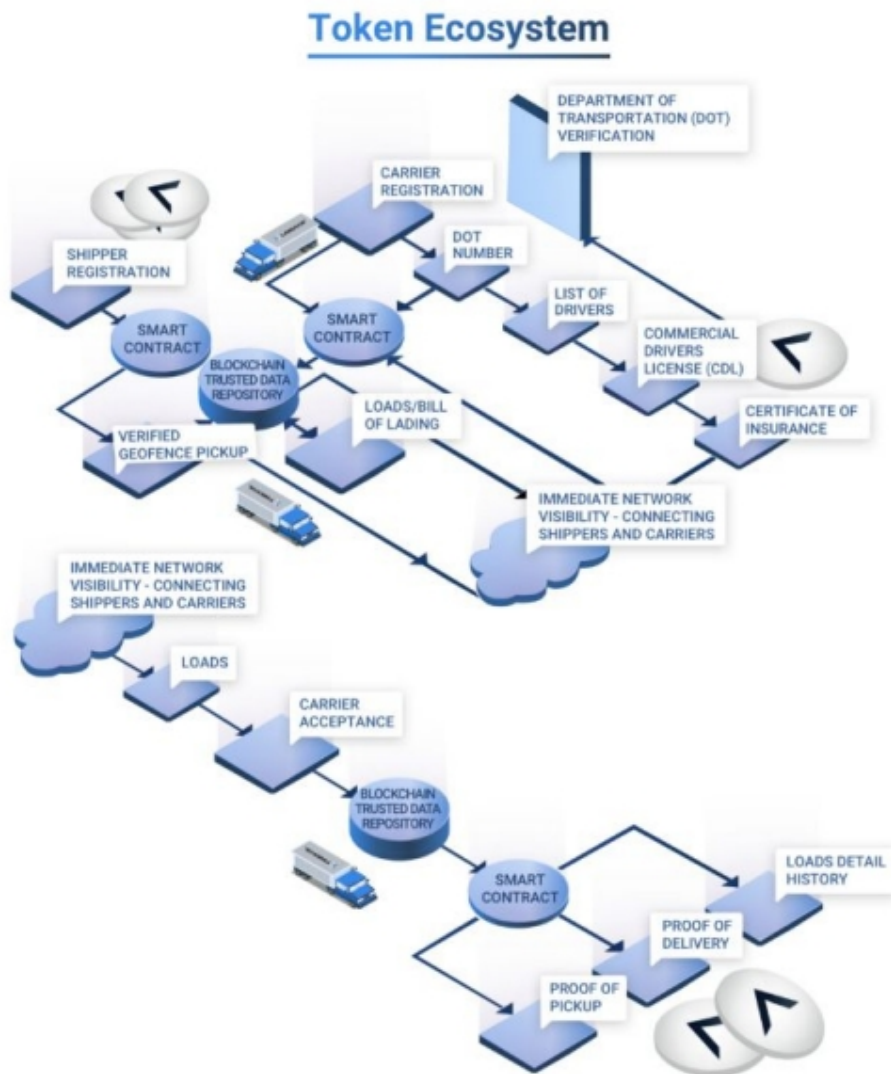 Token Ecosystem
DEPARTMENT OF
TRANSPORTATION (DOT)
VERIFICATION
CARRIER
REGISTRATION
SHIPPER
REGISTRATION
DOT
NUMBER
LIST OF
DRIVERS
SMART
CONTRACT
SMART
CONTRACT
COMMERCIAL
DRIVERS
LICENSE (CDL)
BLOCKCHAIN
TRUSTED DATA
REPOSITORY
LOADS/BILL
OF LADING
CERTIFICATE OF
INSURANCE
VERIFIED
GEOFENCE PICKUP
IMMEDIATE NETWORK
VISIBILITY - CONNECTING
SHIPPERS AND CARRIERS
IMMEDIATE NETWORK
VISIBILITY - CONNECTING
SHIPPERS AND CARRIERS
LOADS
CARRIER
ACCEPTANCE
BLOCKCHAIN
TRUSTED DATA
REPOSITORY
SMART
CONTRACT
LOADS DETAIL
HISTORY
PROOF OF
DELIVERY
PROOF OF
PICKUP